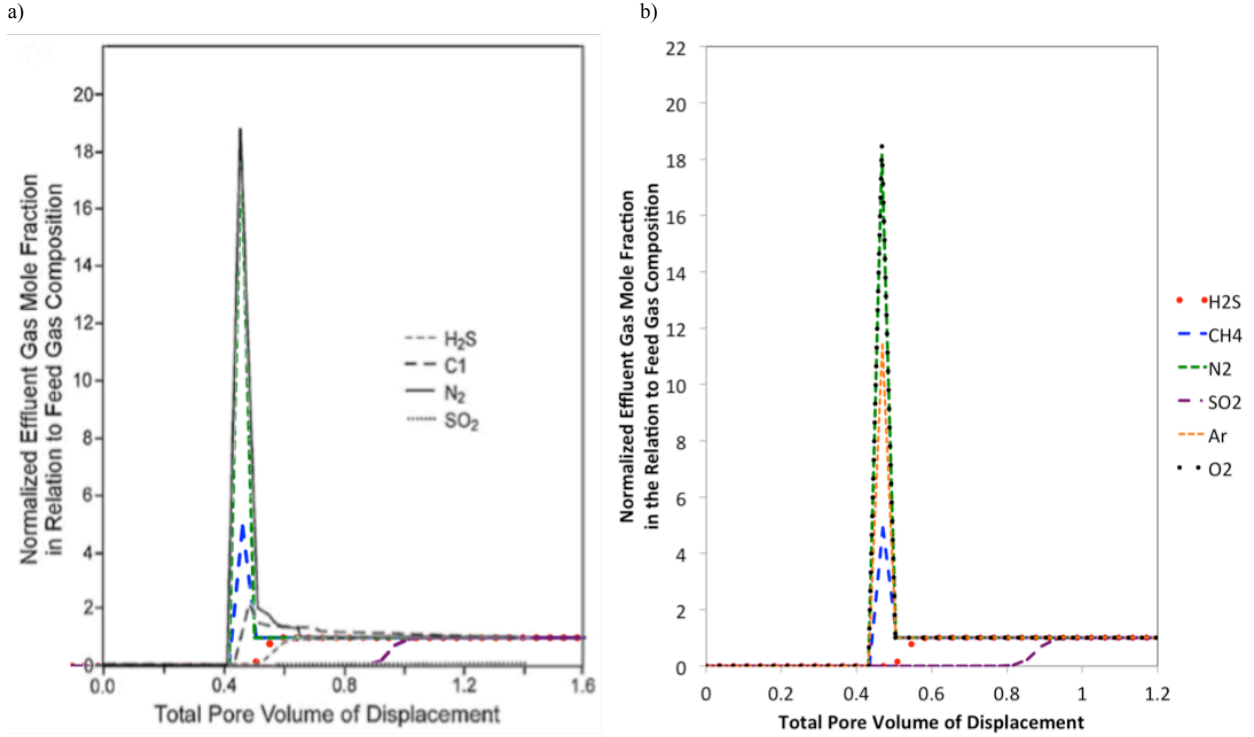 a)
Normalized Effluent Gas Mole Fraction
in Relation to Feed Gas Composition
20
18
16
14
12
10
8
6
4
2
0
H₂S
C1
N₂
SO₂
0.0
0.4
0.8
1.2
1.6
Total Pore Volume of Displacement
b)
Normalized Effluent Gas Mole Fraction
in the Relation to Feed Gas Composition
22
20
18
16
14
12
10
8
6
4
2
0
H2S
CH4
N2
SO2
Ar
O2
0
0.2
0.4
0.6
0.8
1
1.2
Total Pore Volume of Displacement